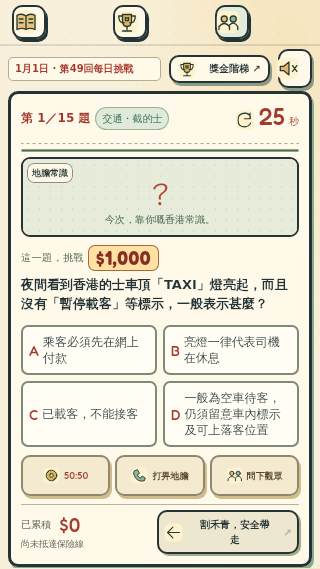 1月1日・第49回每日挑戰
獎金階梯 ↗
第 1／15 題
交通・截的士
25 秒
地膽常識
?
今次，靠你嘅香港常識。
這一題，挑戰 $1,000
夜間看到香港的士車頂「TAXI」燈亮起，而且
沒有「暫停載客」等標示，一般表示甚麼？
A 乘客必須先在網上
付款
B 亮燈一律代表司機
在休息
C 已載客，不能接客
D 一般為空車待客，
仍須留意車內標示
及可上落客位置
50:50
打畀地膽
問下觀眾
已累積 $0
尚未抵達保險線
← 割禾青，安全帶
走 ↗